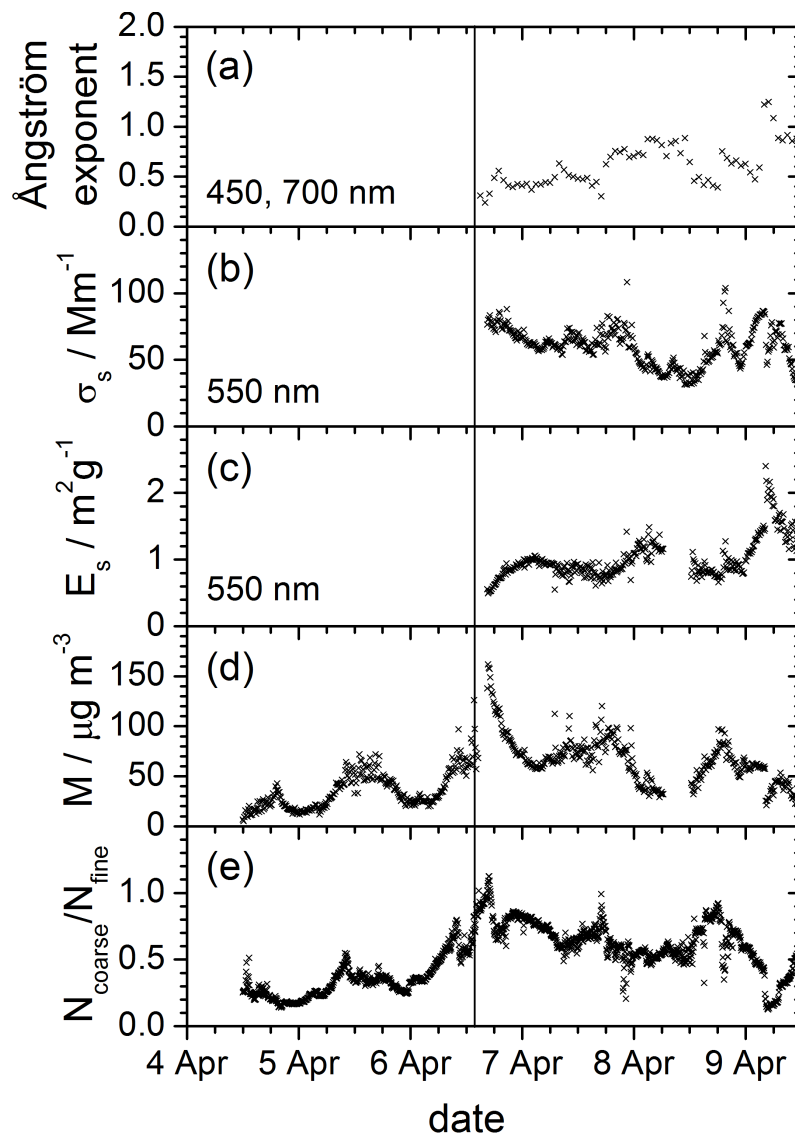 Ångström exponent
2.0
1.5
1.0
0.5
0.0
(a)
450, 700 nm
σs / Mm-1
100
50
0
(b)
550 nm
Es / m2g-1
2
1
0
(c)
550 nm
M / μg m-3
150
100
50
0
(d)
Ncoarse/Nfine
1.0
0.5
0.0
(e)
4 Apr 5 Apr 6 Apr 7 Apr 8 Apr 9 Apr
date